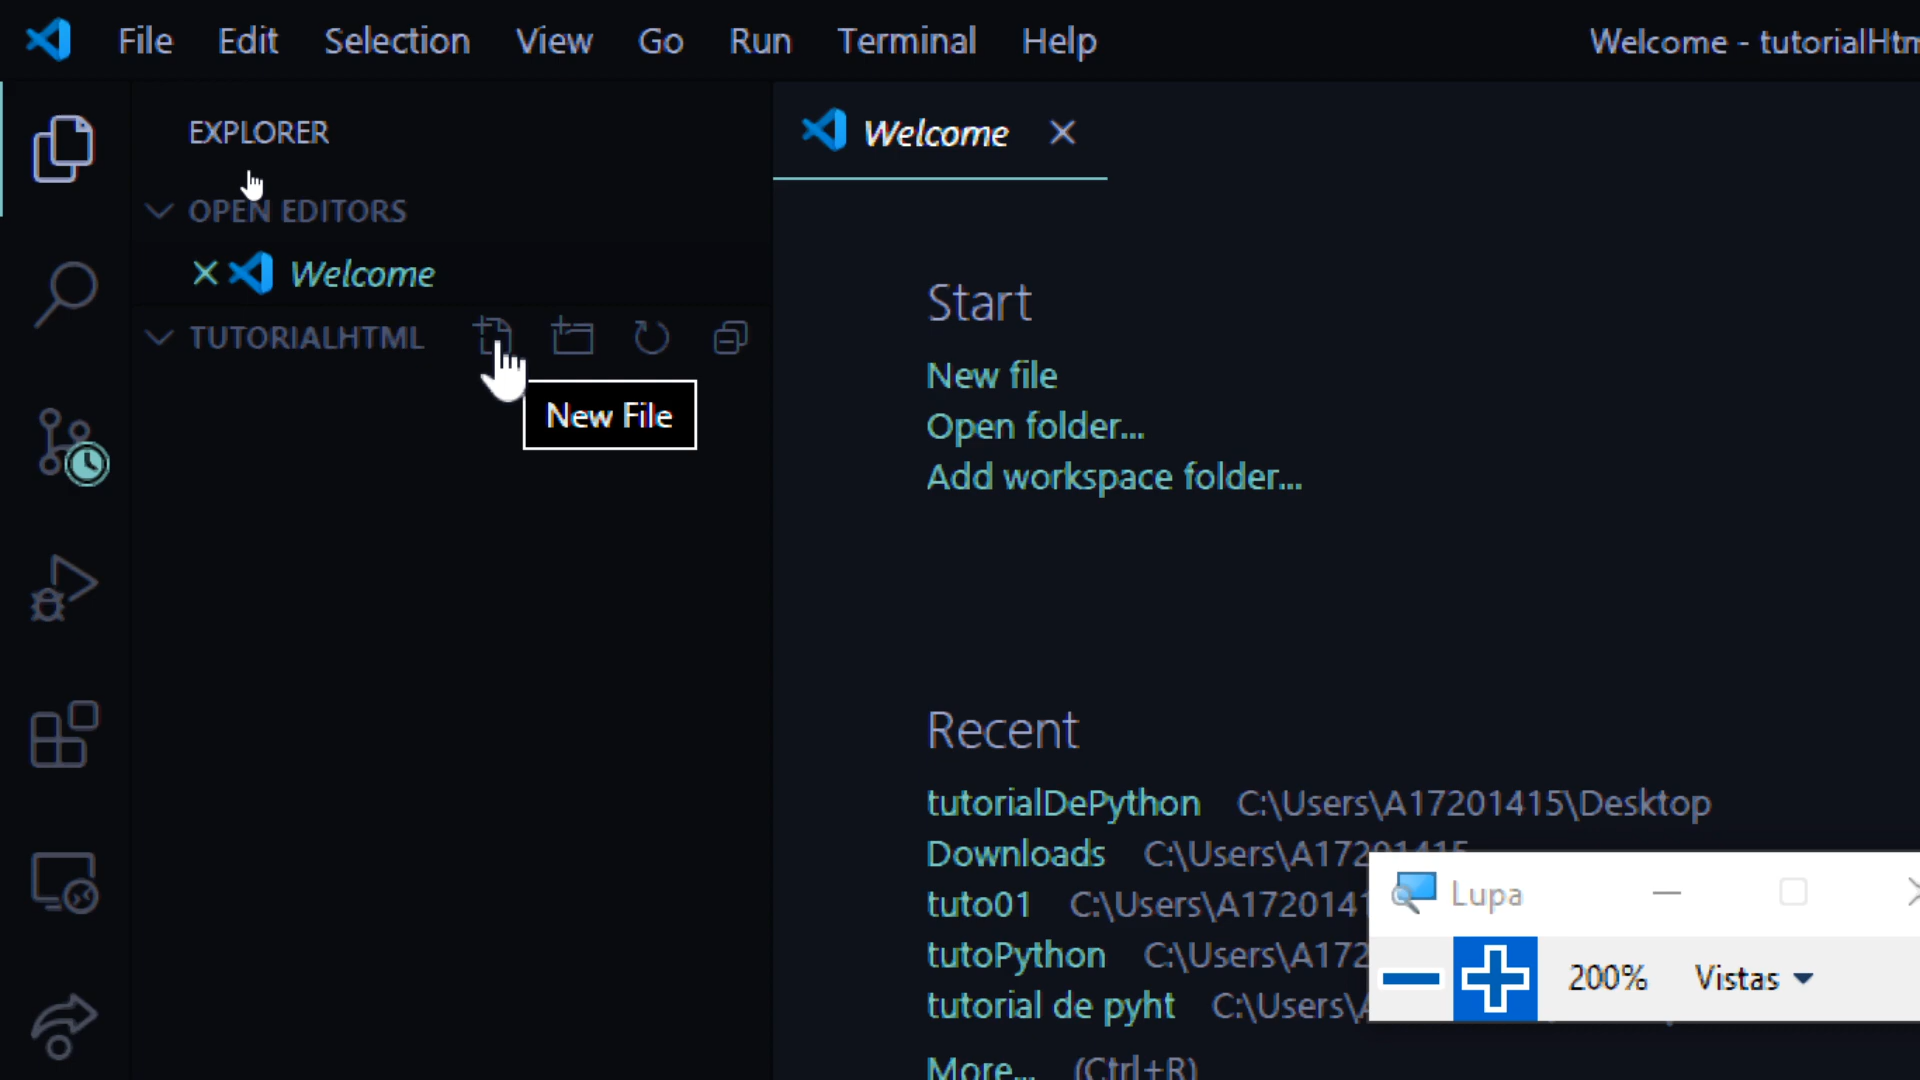 File Edit Selection View Go Run Terminal Help
Welcome - tutorialHtm
EXPLORER
OPEN EDITORS
Welcome
TUTORIALHTML
New File
Welcome
Start
New file
Open folder...
Add workspace folder...
Recent
tutorialDePython C:\Users\A17201415\Desktop
Downloads C:\Users\A17201415
tuto01 C:\Users\A1720141
tutoPython C:\Users\A172
tutorial de pyht C:\Users\A
More... (Ctrl+R)
Lupa
200% Vistas